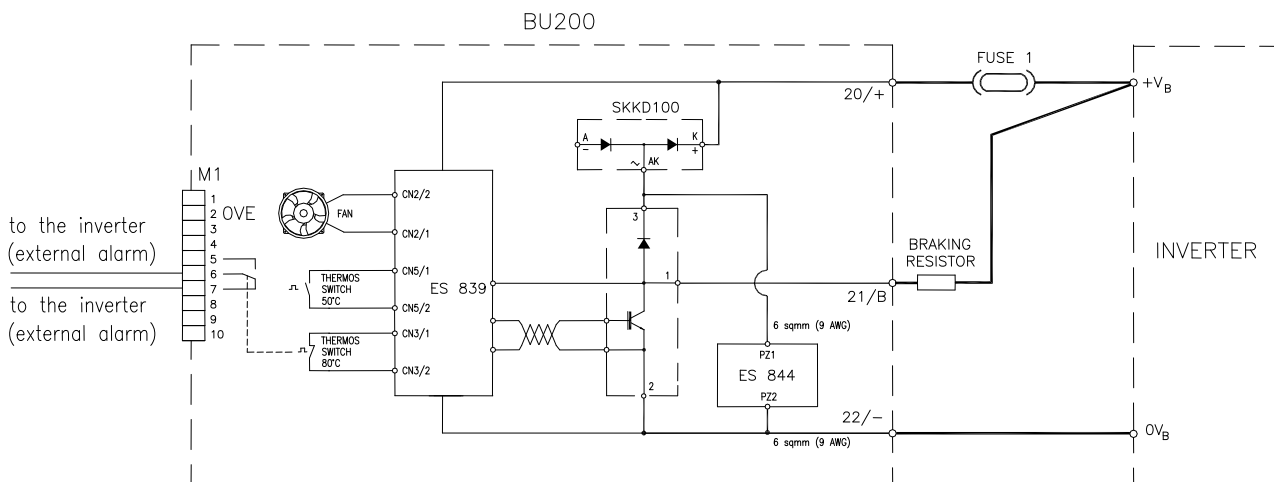 BU200
FUSE 1
20/+
+VB
SKKD100
A
-
K
+
~
AK
M1
1
2
3
4
5
6
7
8
9
10
OVE
FAN
CN2/2
CN2/1
to the inverter
(external alarm)
to the inverter
(external alarm)
THERMOS
SWITCH
50°C
CN5/1
CN5/2
ES 839
THERMOS
SWITCH
80°C
CN3/1
CN3/2
3
1
2
BRAKING
RESISTOR
INVERTER
21/B
6 sqmm (9 AWG)
PZ1
ES 844
PZ2
22/-
6 sqmm (9 AWG)
0VB